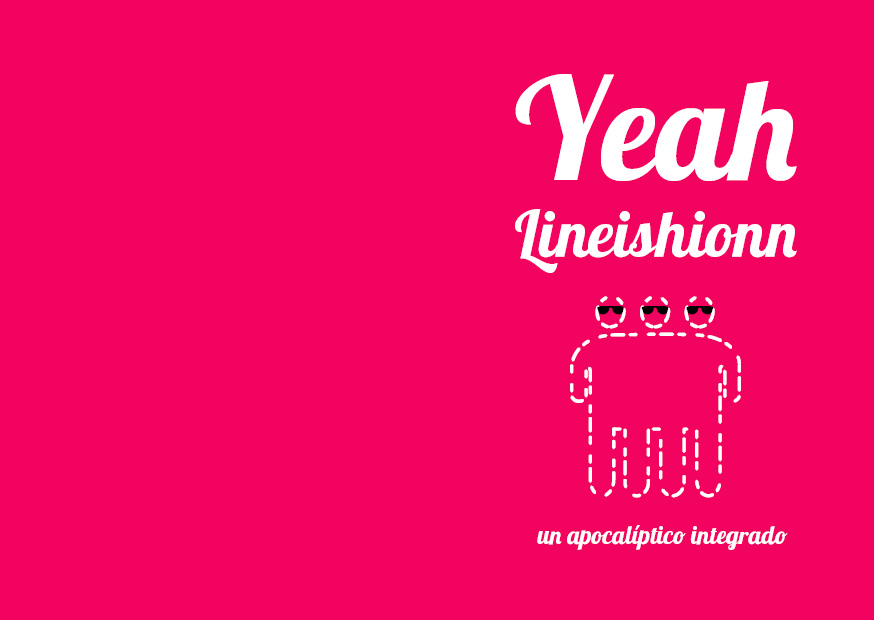 Yeah
Lineishionn
un apocalíptico integrado